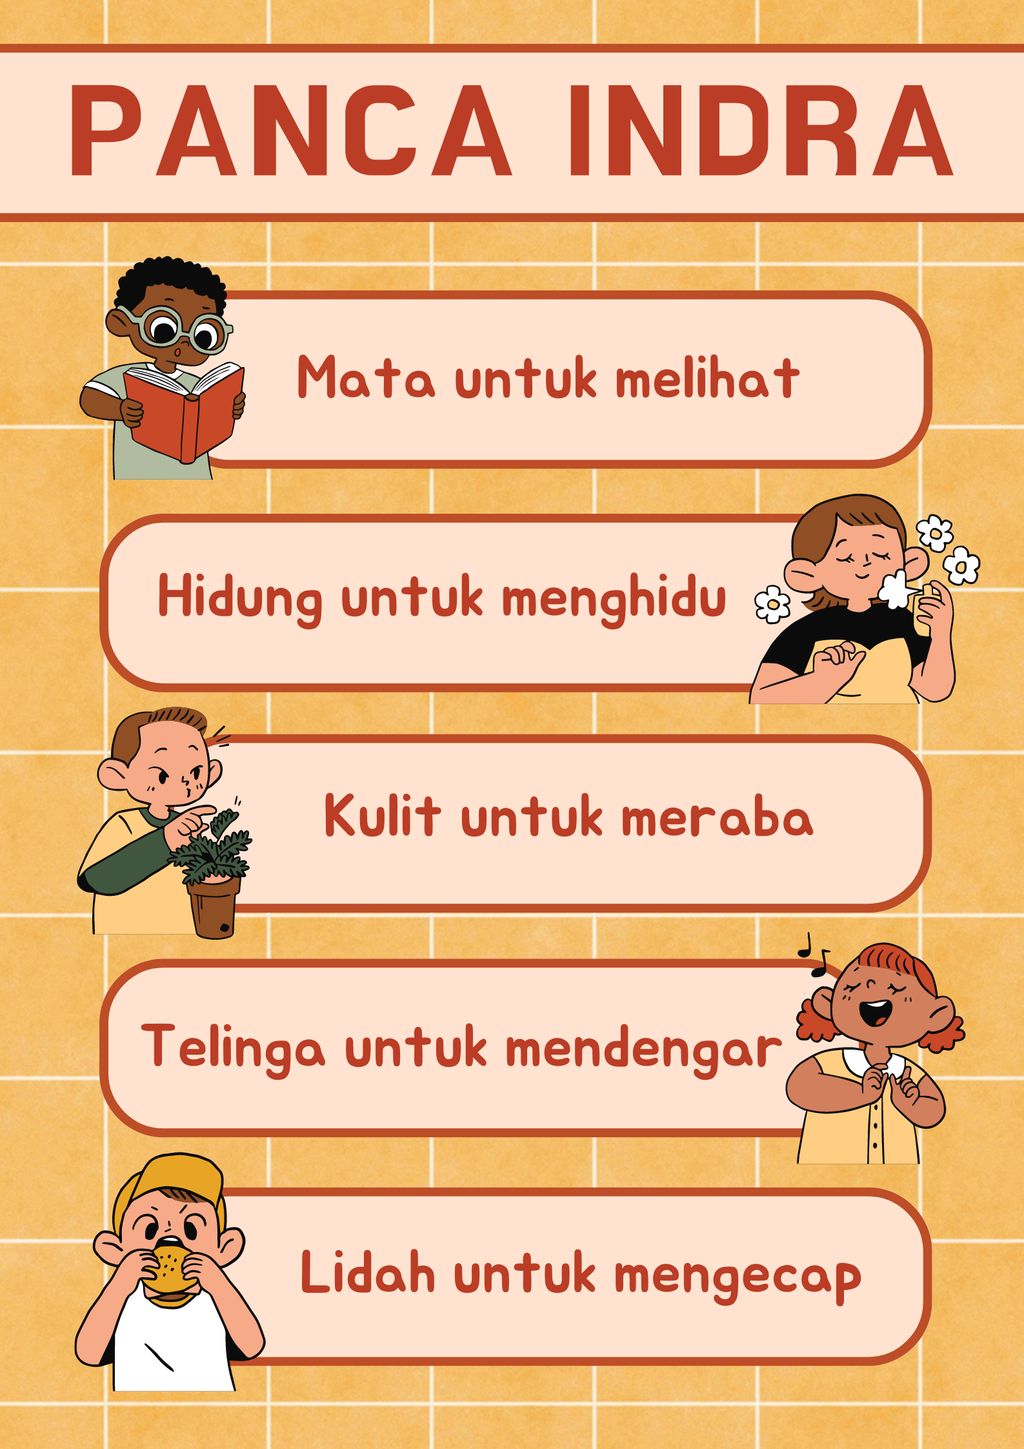 PANCA INDRA
Mata untuk melihat
Hidung untuk menghidu
Kulit untuk meraba
Telinga untuk mendengar
Lidah untuk mengecap